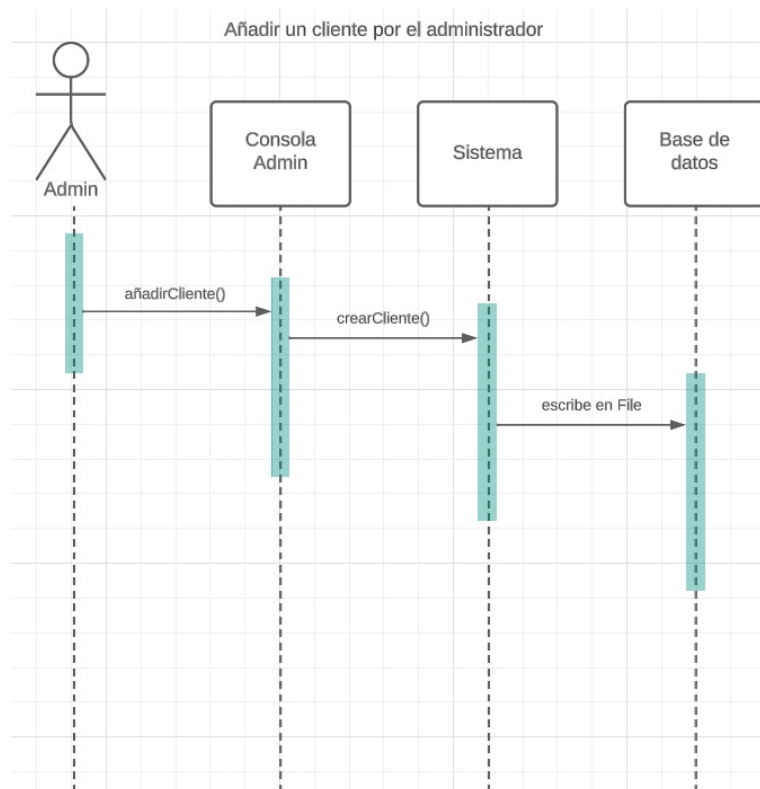 Añadir un cliente por el administrador
Admin
Consola
Admin
Sistema
Base de
datos
añadirCliente()
crearCliente()
escribe en File